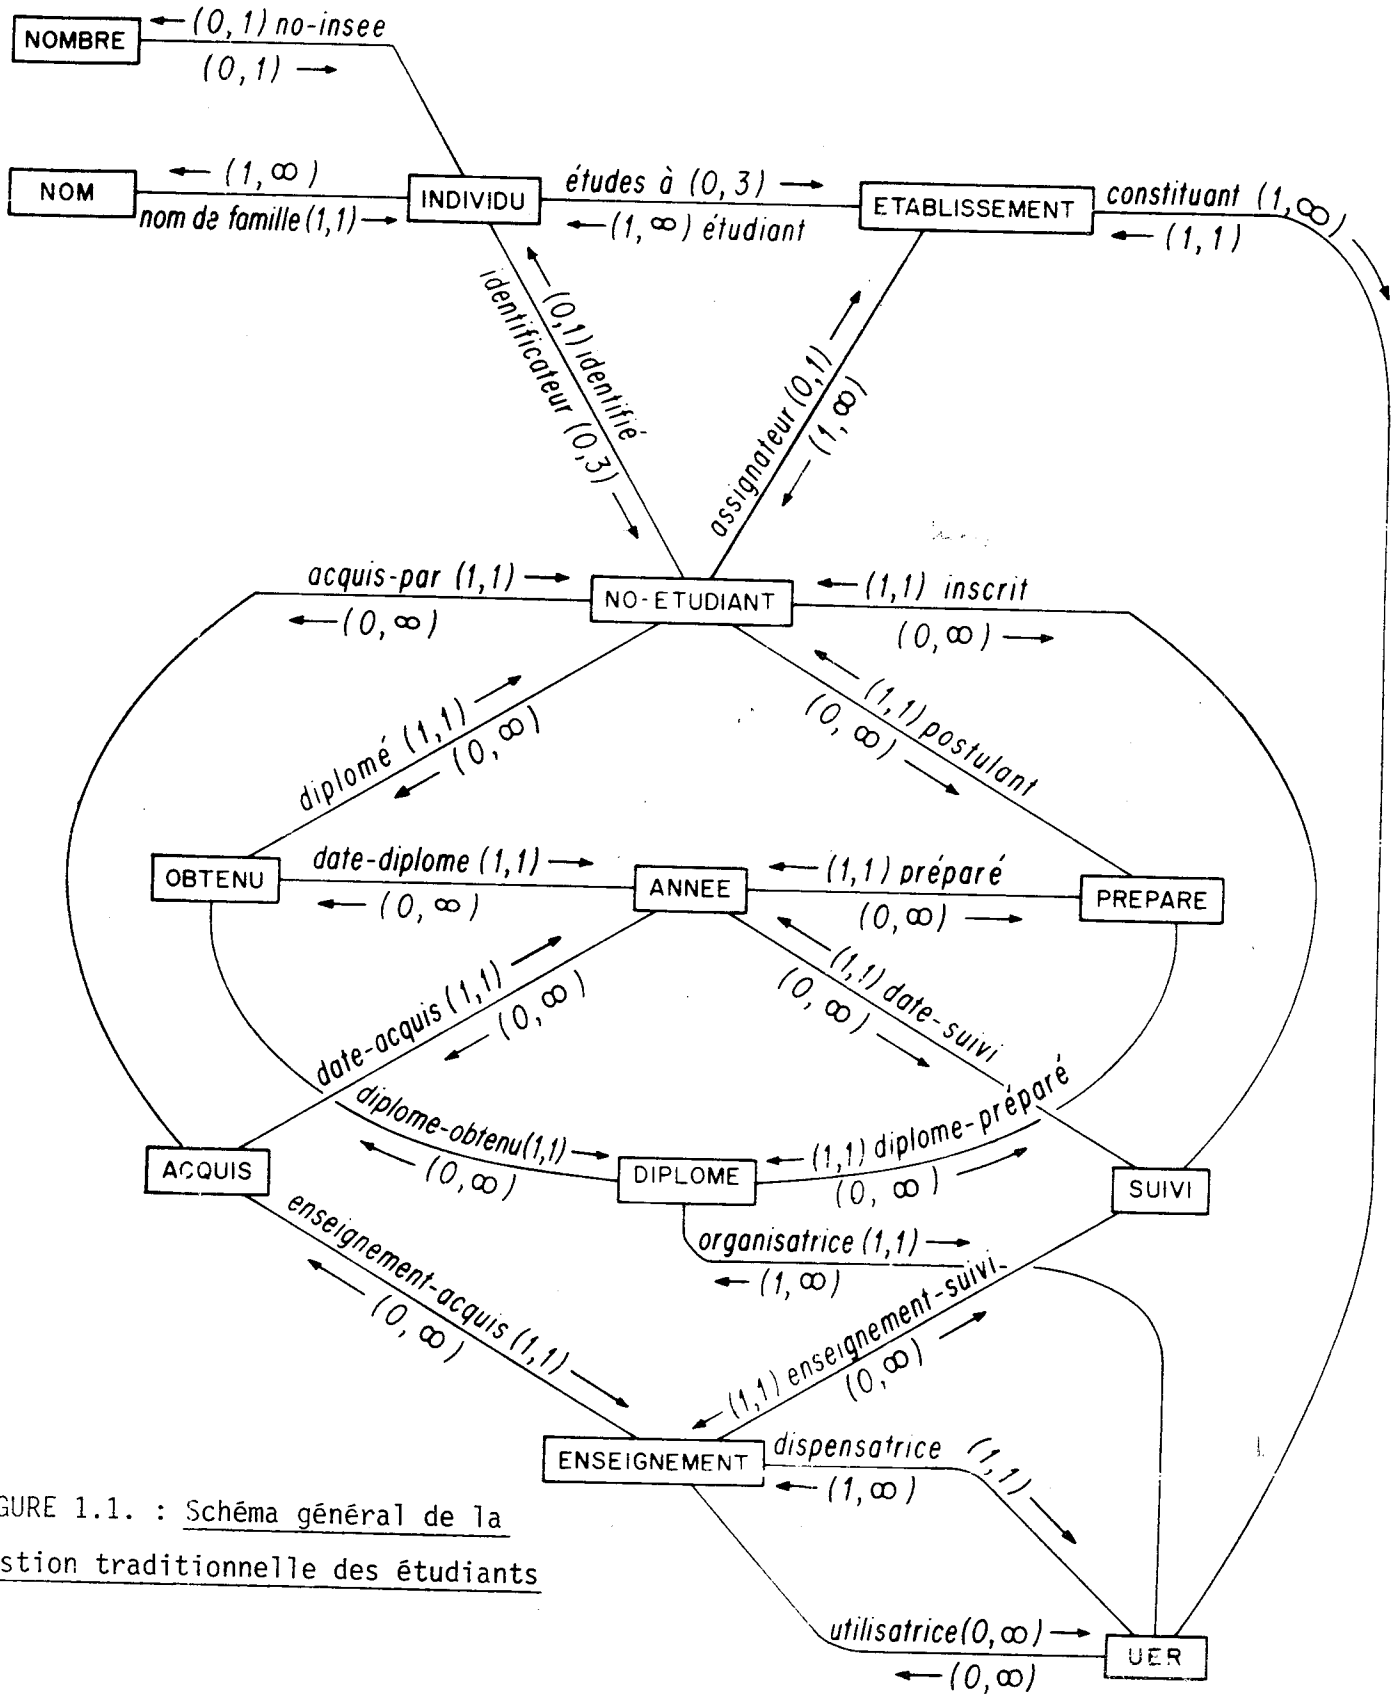 ← (0, 1) no-insee
NOMBRE
(0, 1) →
← (1, ∞)
NOM
nom de famille (1,1) →
INDIVIDU
études à (0, 3) →
← (1, ∞) étudiant
ETABLISSEMENT
constituant (1, ∞)
← (1, 1)
← (0,1) identifié
identificateur (0,3) →
assignateur (0,1) →
← (1, ∞)
acquis-par (1,1) →
← (0, ∞)
NO-ETUDIANT
← (1,1) inscrit
(0, ∞) →
diplomé (1,1) →
← (0, ∞)
← (1,1) postulant
(0, ∞) →
OBTENU
date-diplome (1,1) →
← (0, ∞)
ANNEE
← (1,1) préparé
(0, ∞) →
PREPARE
date-acquis (1,1) →
← (0, ∞)
← (1,1) date-suivi
(0, ∞) →
diplome-obtenu (1,1) →
← (0, ∞)
← (1,1) diplome-préparé
(0, ∞) →
ACQUIS
DIPLOME
SUIVI
organisatrice (1,1) →
← (1, ∞)
enseignement-acquis (1,1) →
← (0, ∞)
← (1,1) enseignement-suivi
(0, ∞) →
ENSEIGNEMENT
dispensatrice (1,1) →
← (1, ∞)
GURE 1.1. : Schéma général de la
stion traditionnelle des étudiants
utilisatrice (0, ∞) →
← (0, ∞)
UER